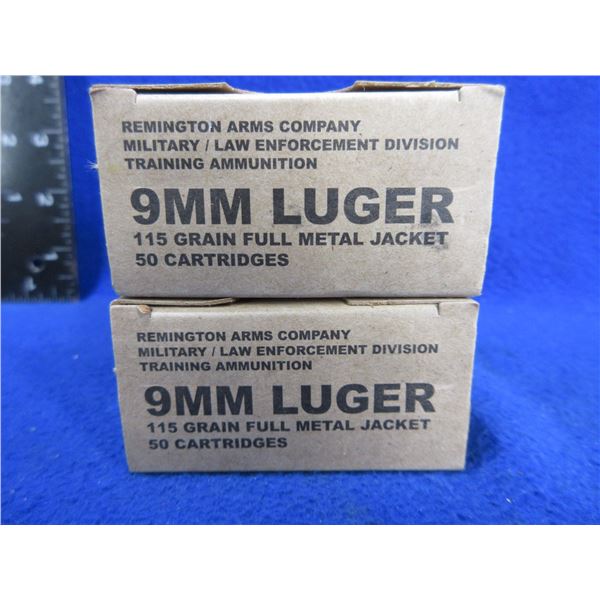 REMINGTON ARMS COMPANY
MILITARY / LAW ENFORCEMENT DIVISION
TRAINING AMMUNITION
9MM LUGER
115 GRAIN FULL METAL JACKET
50 CARTRIDGES
REMINGTON ARMS COMPANY
MILITARY / LAW ENFORCEMENT DIVISION
TRAINING AMMUNITION
9MM LUGER
115 GRAIN FULL METAL JACKET
50 CARTRIDGES